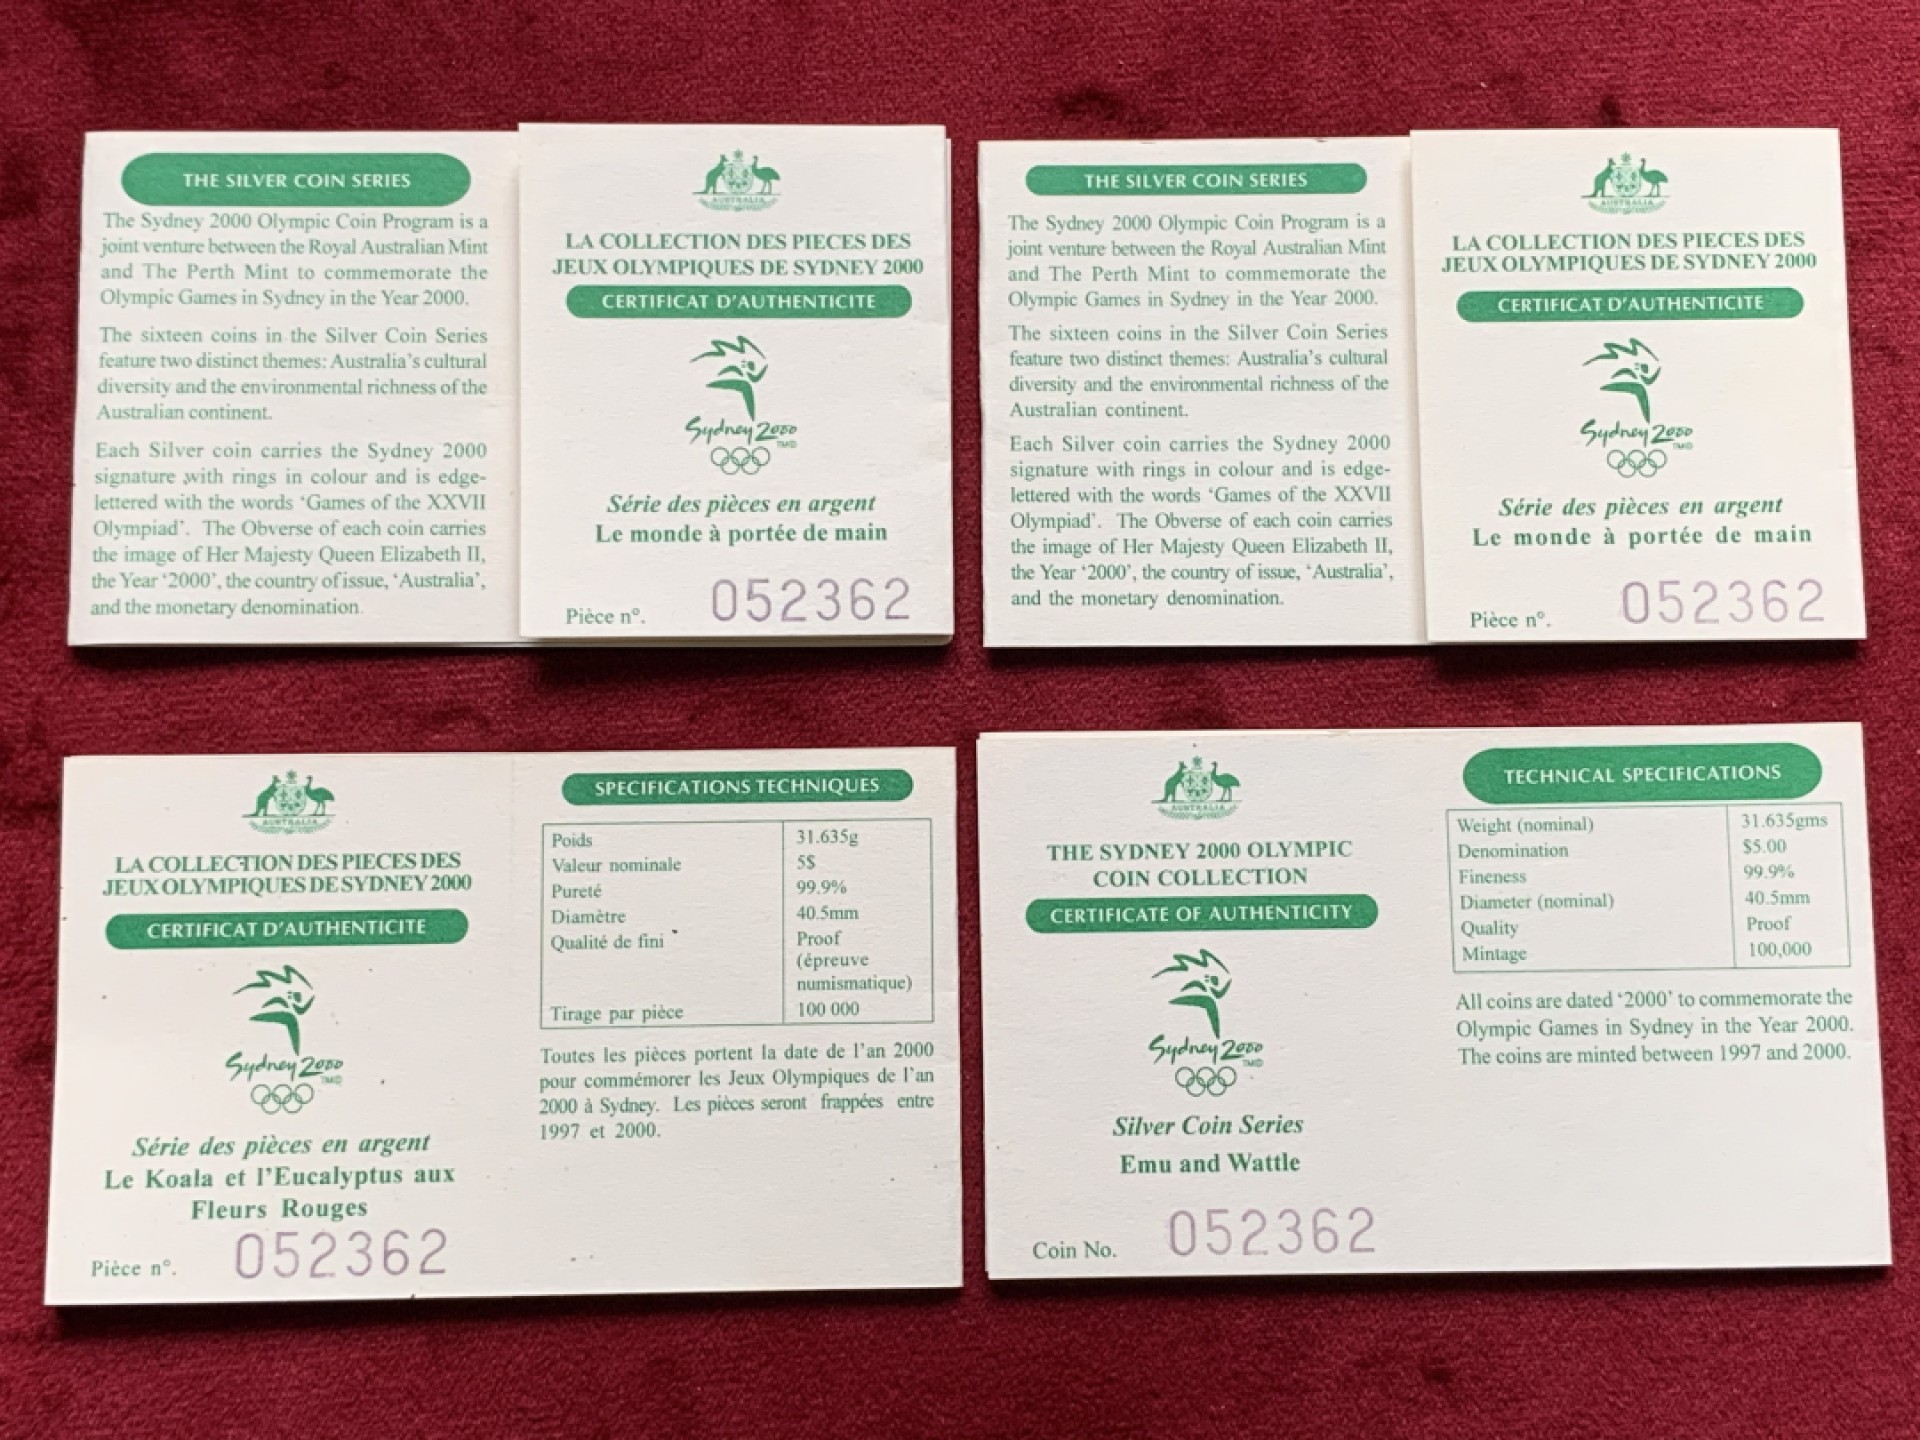 THE SILVER COIN SERIES
The Sydney 2000 Olympic Coin Program is a
joint venture between the Royal Australian Mint
and The Perth Mint to commemorate the
Olympic Games in Sydney in the Year 2000.
The sixteen coins in the Silver Coin Series
feature two distinct themes: Australia's cultural
diversity and the environmental richness of the
Australian continent.
Each Silver coin carries the Sydney 2000
signature with rings in colour and is edge-
lettered with the words 'Games of the XXVII
Olympiad'. The Obverse of each coin carries
the image of Her Majesty Queen Elizabeth II,
the Year '2000', the country of issue, 'Australia',
and the monetary denomination.
AUSTRALIA
LA COLLECTION DES PIECES DES
JEUX OLYMPIQUES DE SYDNEY 2000
CERTIFICAT D'AUTHENTICITE
Sydney 2000
TM©
Série des pièces en argent
Le monde à portée de main
Pièce n°. 052362
THE SILVER COIN SERIES
The Sydney 2000 Olympic Coin Program is a
joint venture between the Royal Australian Mint
and The Perth Mint to commemorate the
Olympic Games in Sydney in the Year 2000.
The sixteen coins in the Silver Coin Series
feature two distinct themes: Australia's cultural
diversity and the environmental richness of the
Australian continent.
Each Silver coin carries the Sydney 2000
signature with rings in colour and is edge-
lettered with the words 'Games of the XXVII
Olympiad'. The Obverse of each coin carries
the image of Her Majesty Queen Elizabeth II,
the Year '2000', the country of issue, 'Australia',
and the monetary denomination.
AUSTRALIA
LA COLLECTION DES PIECES DES
JEUX OLYMPIQUES DE SYDNEY 2000
CERTIFICAT D'AUTHENTICITE
Sydney 2000
TM©
Série des pièces en argent
Le monde à portée de main
Pièce n°. 052362
AUSTRALIA
LA COLLECTION DES PIECES DES
JEUX OLYMPIQUES DE SYDNEY 2000
CERTIFICAT D'AUTHENTICITE
Sydney 2000
TM©
Série des pièces en argent
Le Koala et l'Eucalyptus aux
Fleurs Rouges
Pièce n°. 052362
SPECIFICATIONS TECHNIQUES
Poids 31.635g
Valeur nominale 5$
Pureté 99.9%
Diamètre 40.5mm
Qualité de fini Proof
(épreuve
numismatique)
Tirage par pièce 100 000
Toutes les pièces portent la date de l'an 2000
pour commémorer les Jeux Olympiques de l'an
2000 à Sydney. Les pièces seront frappées entre
1997 et 2000.
AUSTRALIA
THE SYDNEY 2000 OLYMPIC
COIN COLLECTION
CERTIFICATE OF AUTHENTICITY
Sydney 2000
TM©
Silver Coin Series
Emu and Wattle
Coin No. 052362
TECHNICAL SPECIFICATIONS
Weight (nominal) 31.635gms
Denomination $5.00
Fineness 99.9%
Diameter (nominal) 40.5mm
Quality Proof
Mintage 100,000
All coins are dated '2000' to commemorate the
Olympic Games in Sydney in the Year 2000.
The coins are minted between 1997 and 2000.